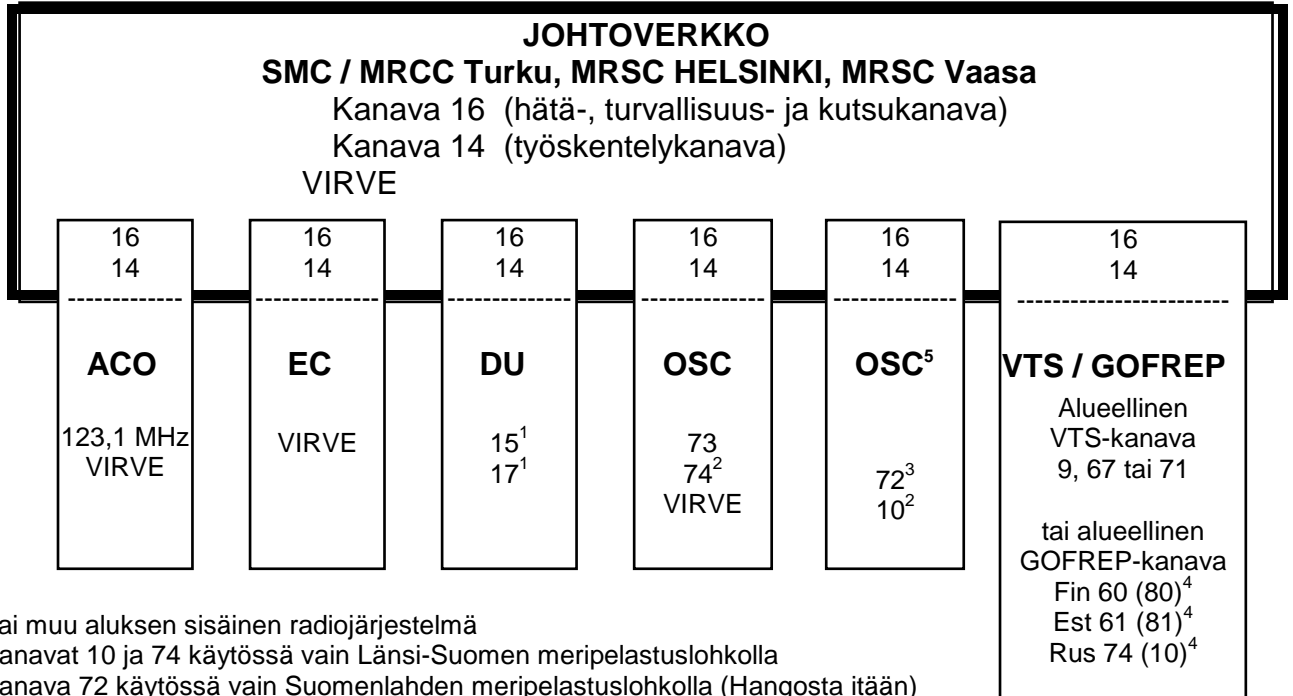 JOHTOVERKKO
SMC / MRCC Turku, MRSC HELSINKI, MRSC Vaasa
Kanava 16 (hätä-, turvallisuus- ja kutsukanava)
Kanava 14 (työskentelykanava)
VIRVE
16
14
ACO
123,1 MHz
VIRVE
16
14
EC
VIRVE
16
14
DU
15¹
17¹
16
14
OSC
73
74²
VIRVE
16
14
OSC⁵
72³
10²
16
14
VTS / GOFREP
Alueellinen
VTS-kanava
9, 67 tai 71
tai alueellinen
GOFREP-kanava
Fin 60 (80)⁴
Est 61 (81)⁴
Rus 74 (10)⁴
ai muu aluksen sisäinen radiojärjestelmä
anavat 10 ja 74 käytössä vain Länsi-Suomen meripelastuslohkolla
anava 72 käytössä vain Suomenlahden meripelastuslohkolla (Hangosta itään)